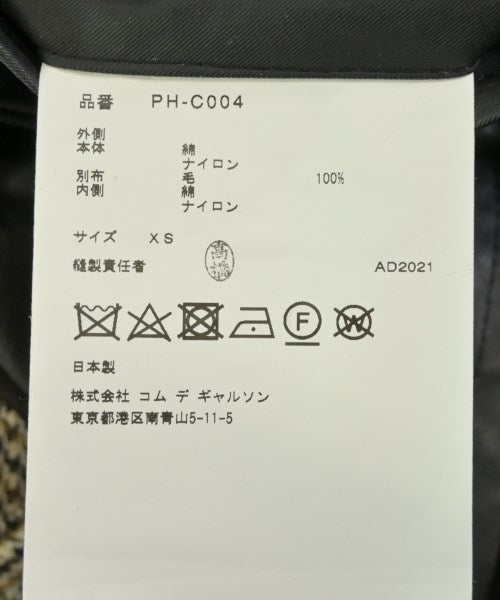 品番 PH-C004
外側
本体 綿
ナイロン
別布 毛 100%
内側 綿
ナイロン
サイズ XS
縫製責任者 AD2021
F
W
日本製
株式会社 コム デ ギャルソン
東京都港区南青山5-11-5